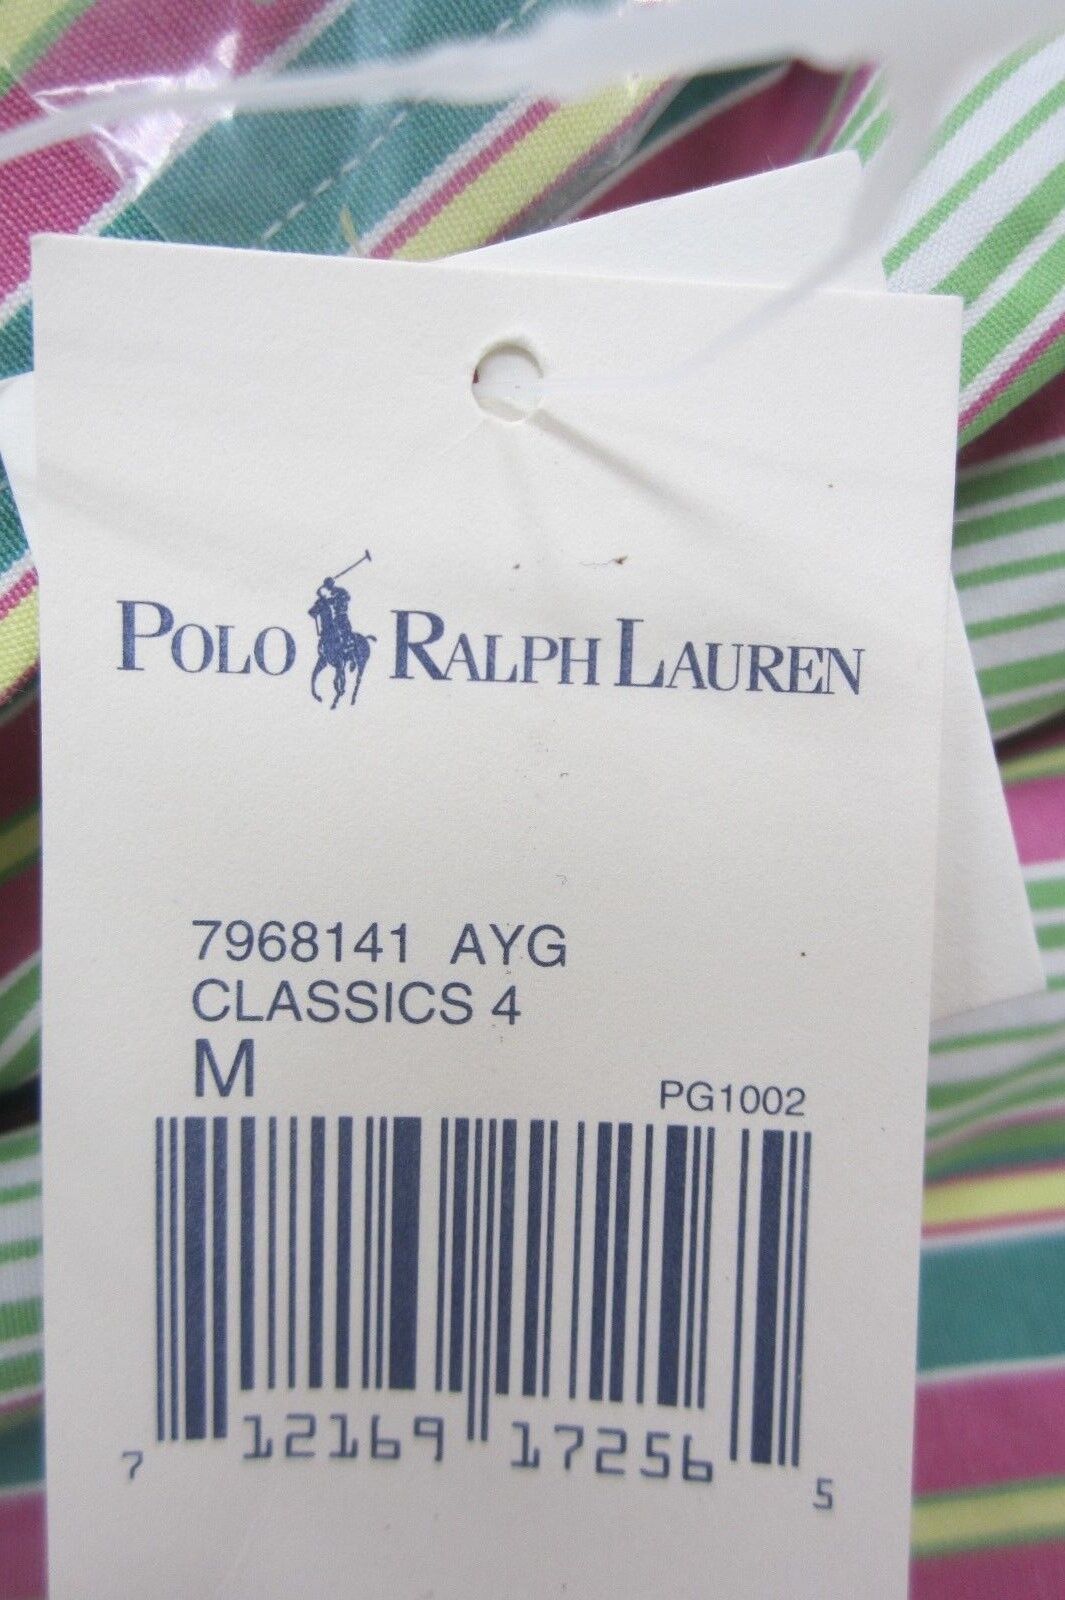 POLO RALPH LAUREN
7968141 AYG
CLASSICS 4
M
PG1002
7 12169 17256 5